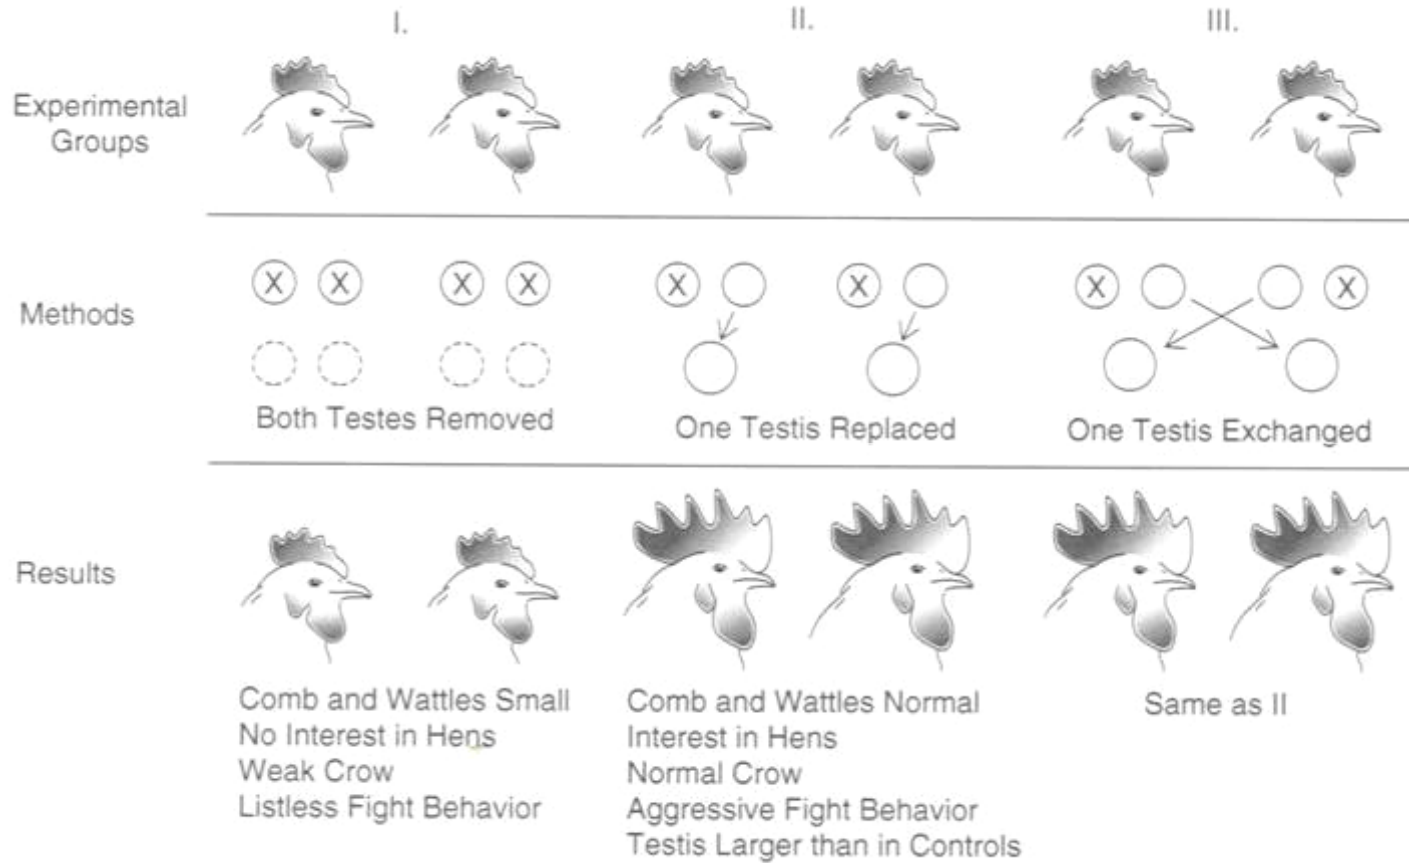 I.
II.
III.
Experimental
Groups
Methods
X X X X X X X X
Both Testes Removed
One Testis Replaced
One Testis Exchanged
Results
Comb and Wattles Small
No Interest in Hens
Weak Crow
Listless Fight Behavior
Comb and Wattles Normal
Interest in Hens
Normal Crow
Aggressive Fight Behavior
Testis Larger than in Controls
Same as II